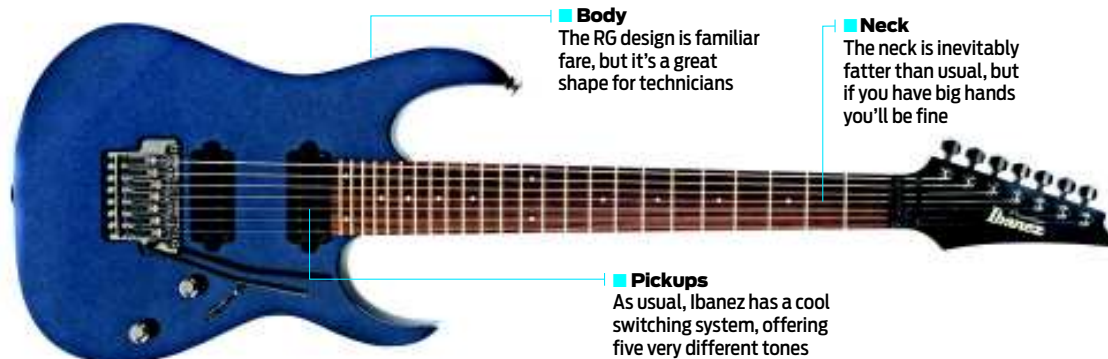 Body
The RG design is familiar
fare, but it's a great
shape for technicians
Neck
The neck is inevitably
fatter than usual, but
if you have big hands
you'll be fine
Ibanez
Pickups
As usual, Ibanez has a cool
switching system, offering
five very different tones